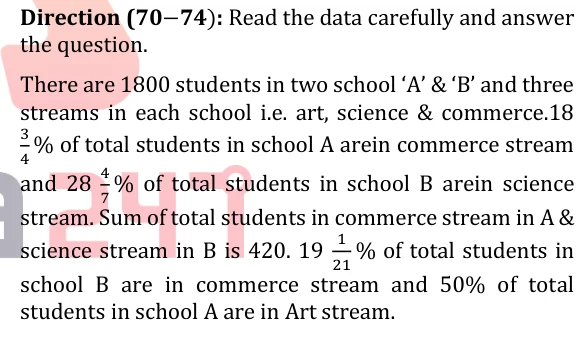 Direction (70–74): Read the data carefully and answer
the question.
There are 1800 students in two school ‘A’ & ‘B’ and three
streams in each school i.e. art, science & commerce.18
3/4% of total students in school A arein commerce stream
and 28 4/7% of total students in school B arein science
stream. Sum of total students in commerce stream in A &
science stream in B is 420. 19 1/21% of total students in
school B are in commerce stream and 50% of total
students in school A are in Art stream.